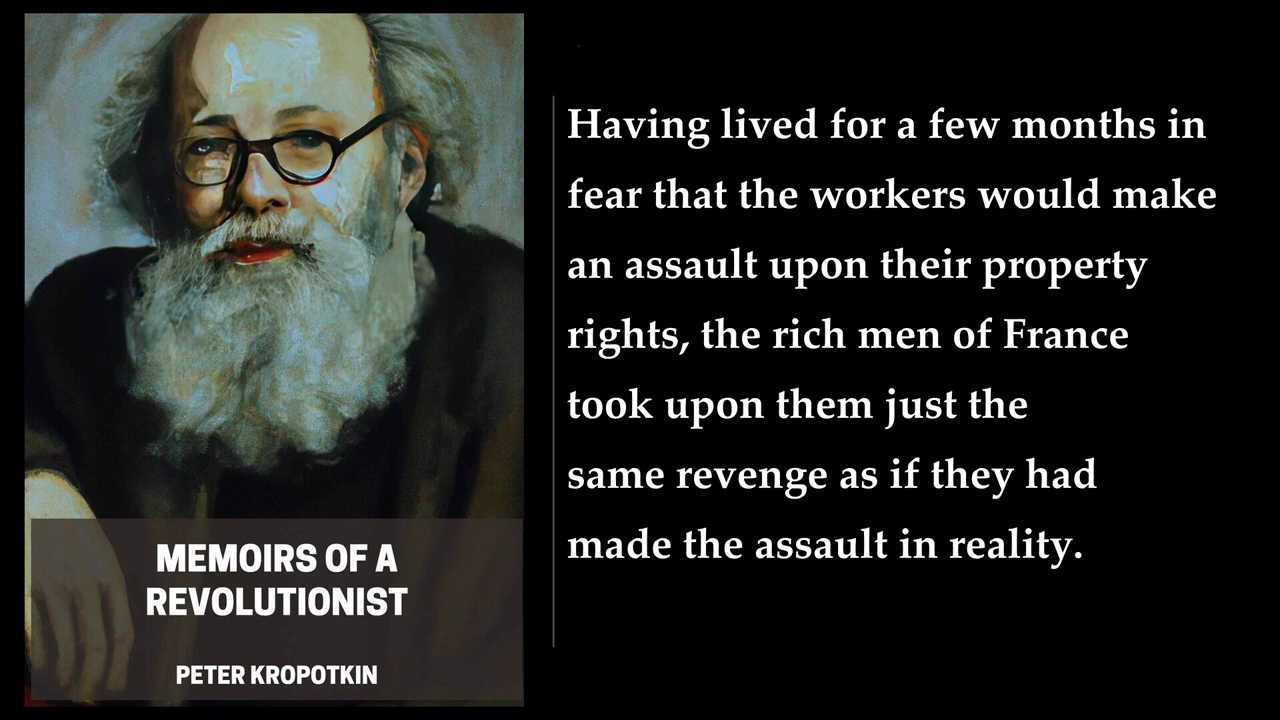 MEMOIRS OF A
REVOLUTIONIST
PETER KROPOTKIN
Having lived for a few months in
fear that the workers would make
an assault upon their property
rights, the rich men of France
took upon them just the
same revenge as if they had
made the assault in reality.